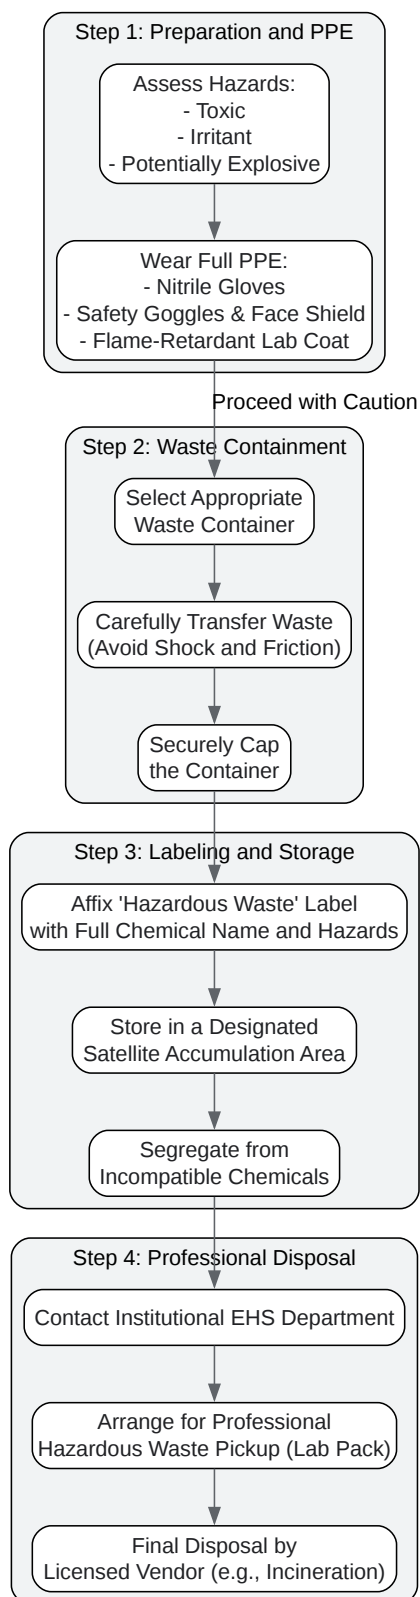 Step 1: Preparation and PPE
Assess Hazards:
- Toxic
- Irritant
- Potentially Explosive
Wear Full PPE:
- Nitrile Gloves
- Safety Goggles & Face Shield
- Flame-Retardant Lab Coat
Proceed with Caution
Step 2: Waste Containment
Select Appropriate
Waste Container
Carefully Transfer Waste
(Avoid Shock and Friction)
Securely Cap
the Container
Step 3: Labeling and Storage
Affix 'Hazardous Waste' Label
with Full Chemical Name and Hazards
Store in a Designated
Satellite Accumulation Area
Segregate from
Incompatible Chemicals
Step 4: Professional Disposal
Contact Institutional EHS Department
Arrange for Professional
Hazardous Waste Pickup (Lab Pack)
Final Disposal by
Licensed Vendor (e.g., Incineration)